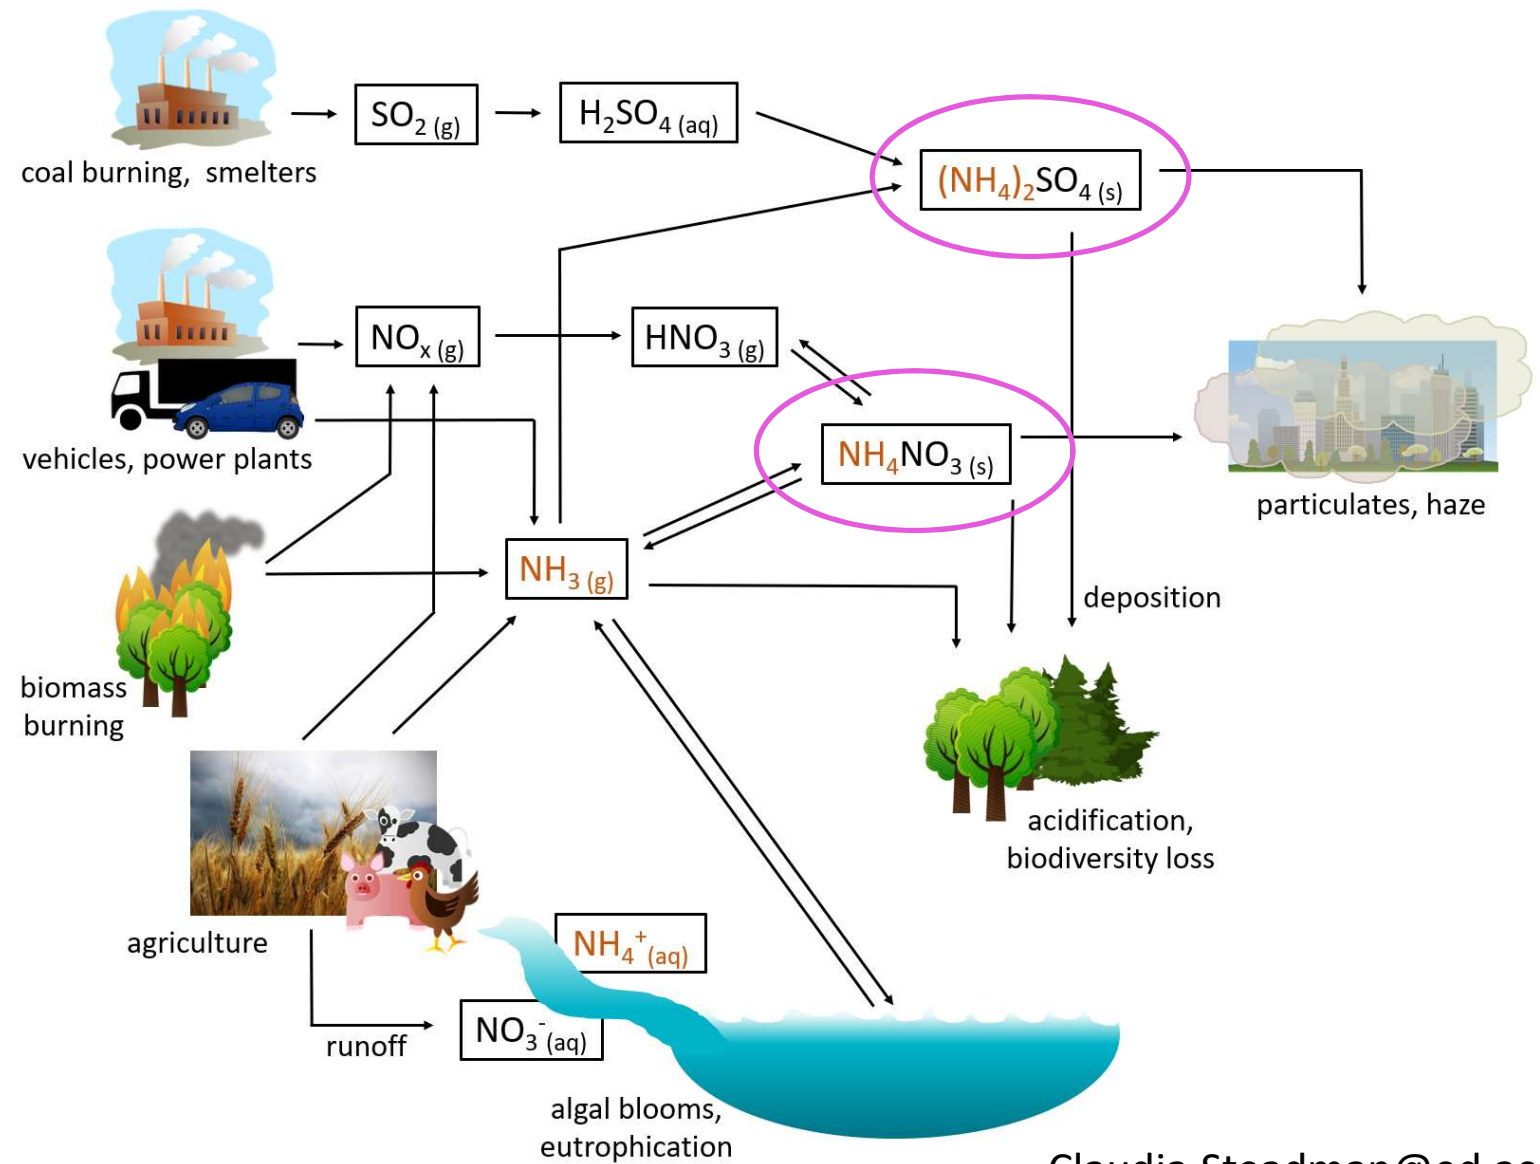 SO₂ (g)
H₂SO₄ (aq)
coal burning, smelters
(NH₄)₂SO₄ (s)
NOₓ (g)
HNO₃ (g)
vehicles, power plants
NH₄NO₃ (s)
particulates, haze
NH₃ (g)
deposition
biomass
burning
acidification,
biodiversity loss
agriculture
NH₄⁺(aq)
NO₃⁻(aq)
runoff
algal blooms,
eutrophication